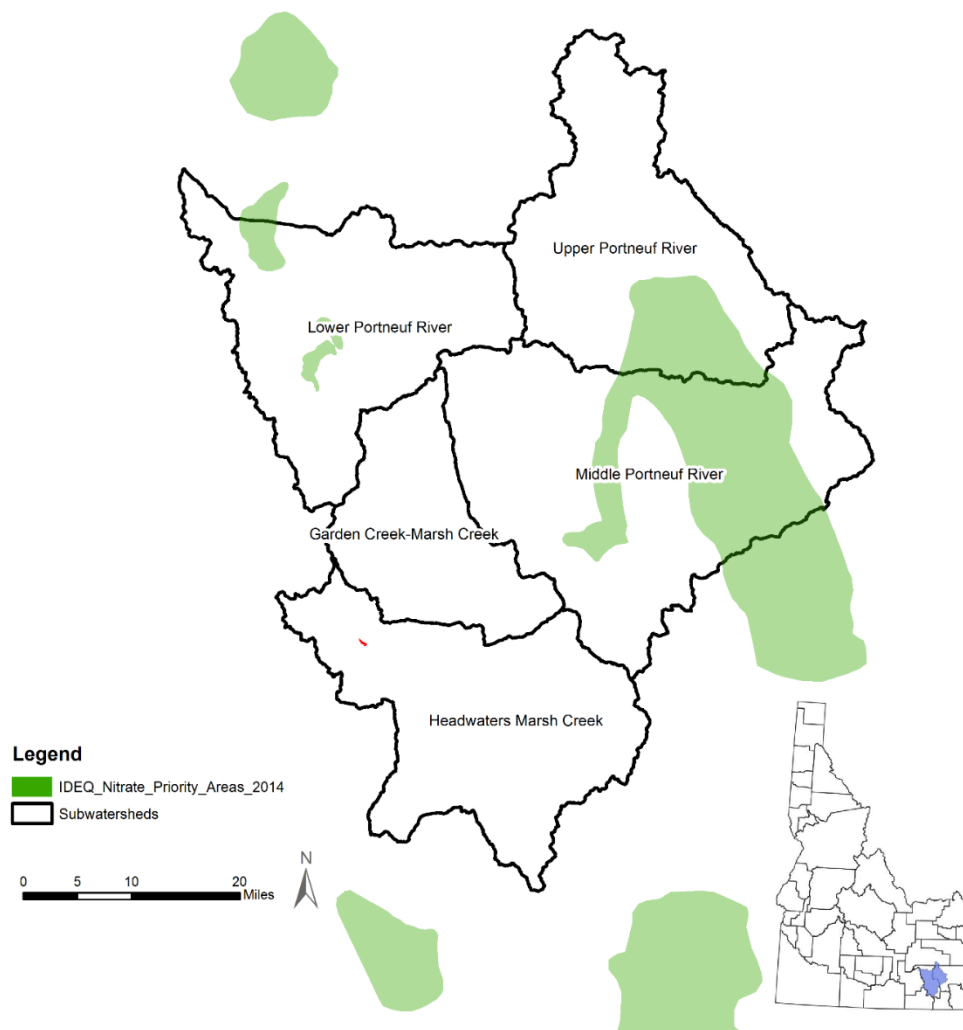 Upper Portneuf River
Lower Portneuf River
Middle Portneuf River
Garden Creek-Marsh Creek
Headwaters Marsh Creek
Legend
IDEQ_Nitrate_Priority_Areas_2014
Subwatersheds
N
0 5 10 20
Miles